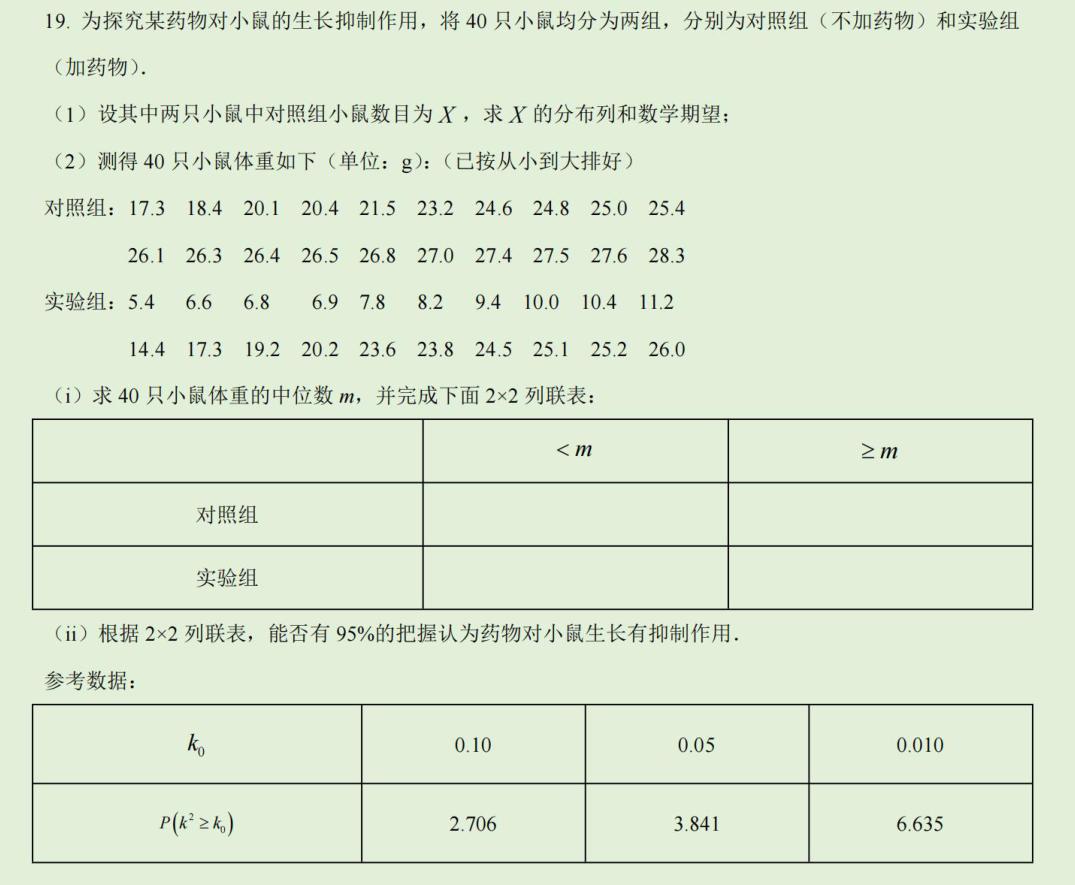 19. 为探究某药物对小鼠的生长抑制作用，将 40 只小鼠均分为两组，分别为对照组（不加药物）和实验组
（加药物）.
（1）设其中两只小鼠中对照组小鼠数目为 X ，求 X 的分布列和数学期望；
（2）测得 40 只小鼠体重如下（单位：g）：（已按从小到大排好）
对照组：17.3 18.4 20.1 20.4 21.5 23.2 24.6 24.8 25.0 25.4
26.1 26.3 26.4 26.5 26.8 27.0 27.4 27.5 27.6 28.3
实验组：5.4 6.6 6.8 6.9 7.8 8.2 9.4 10.0 10.4 11.2
14.4 17.3 19.2 20.2 23.6 23.8 24.5 25.1 25.2 26.0
（i）求 40 只小鼠体重的中位数 m，并完成下面 2×2 列联表：
< m ≥ m
对照组
实验组
（ii）根据 2×2 列联表，能否有 95%的把握认为药物对小鼠生长有抑制作用.
参考数据：
k₀ 0.10 0.05 0.010
P(k² ≥ k₀) 2.706 3.841 6.635